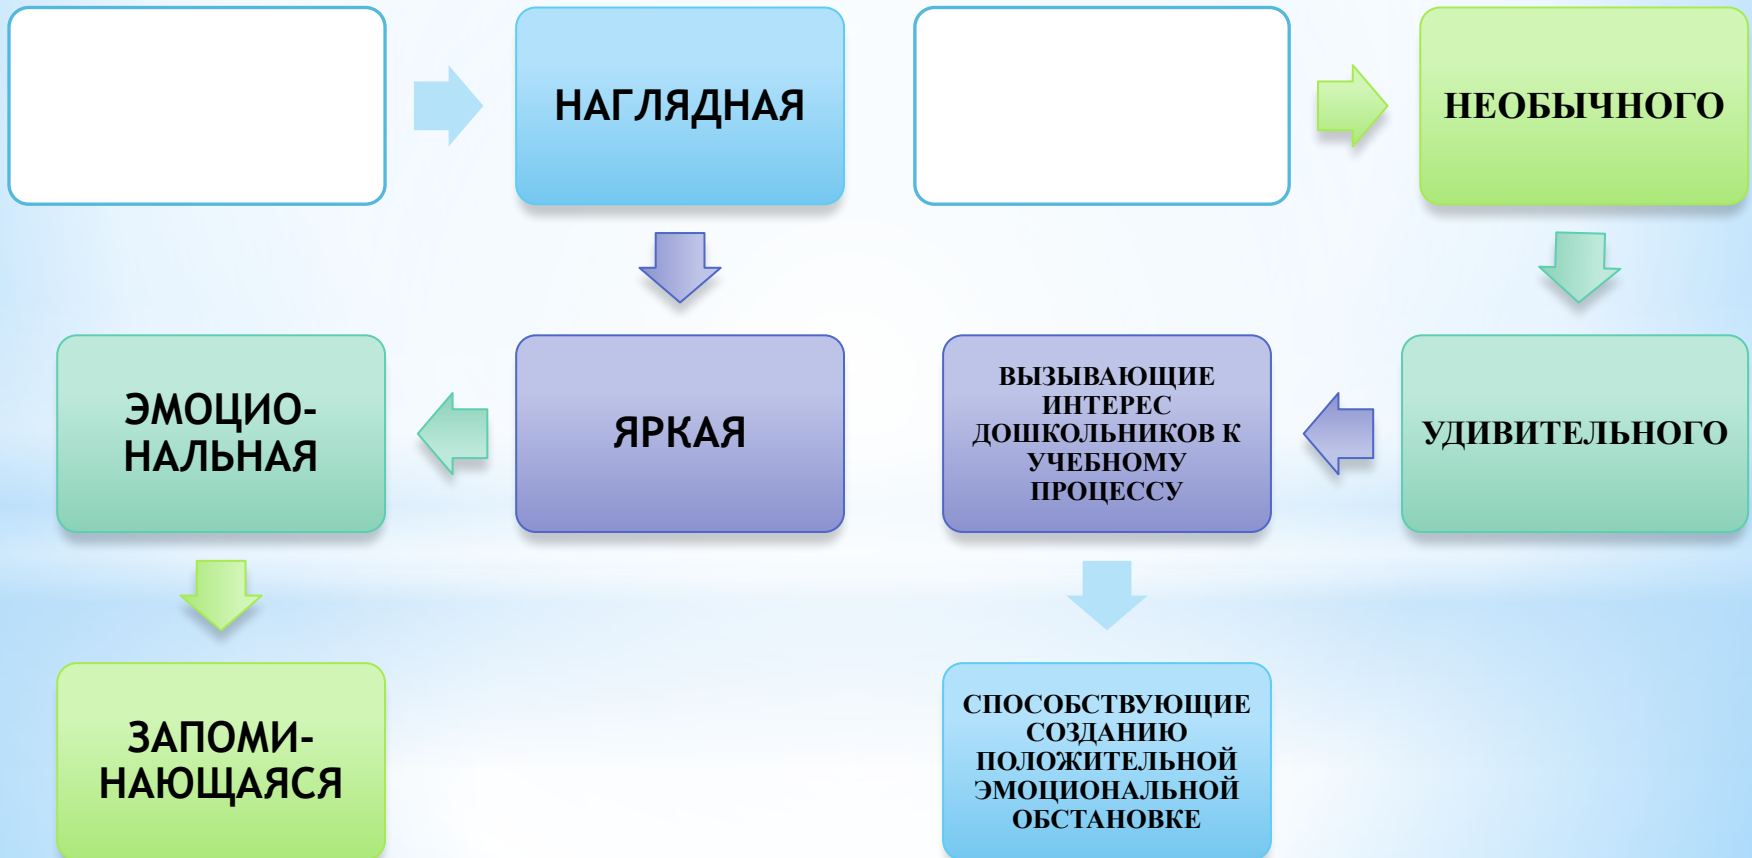 НАГЛЯДНАЯ
ЯРКАЯ
ЭМОЦИО-
НАЛЬНАЯ
ЗАПОМИ-
НАЮЩАЯСЯ
НЕОБЫЧНОГО
УДИВИТЕЛЬНОГО
ВЫЗЫВАЮЩИЕ
ИНТЕРЕС
ДОШКОЛЬНИКОВ К
УЧЕБНОМУ
ПРОЦЕССУ
СПОСОБСТВУЮЩИЕ
СОЗДАНИЮ
ПОЛОЖИТЕЛЬНОЙ
ЭМОЦИОНАЛЬНОЙ
ОБСТАНОВКЕ